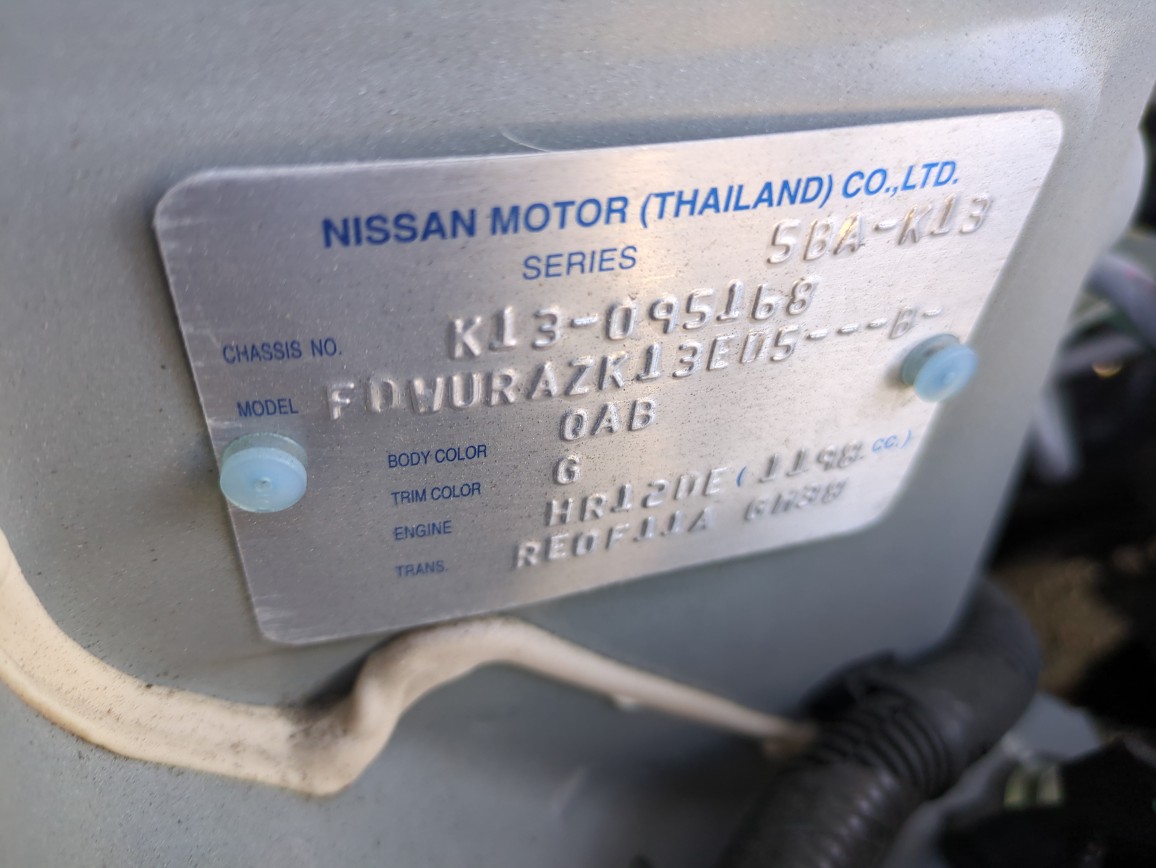 NISSAN MOTOR (THAILAND) CO.,LTD.
SERIES 5BA-K13
CHASSIS NO. K13-095168
MODEL FDWURAZK13EDS---B-
BODY COLOR QAB
TRIM COLOR G
ENGINE HR12DE (1198 cc.)
TRANS. RE0F11A